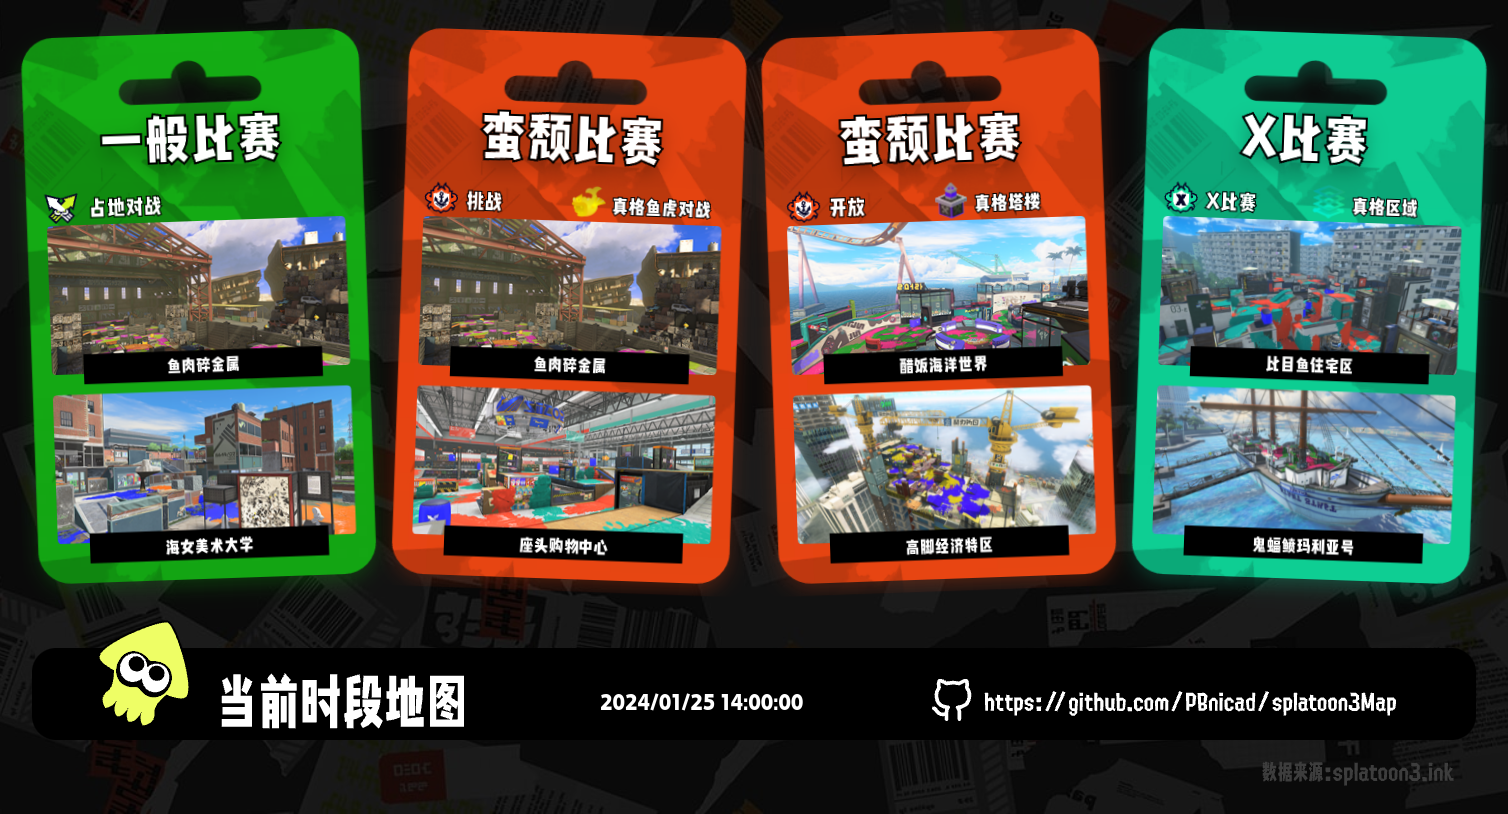 一般比赛
占地对战
鱼肉碎金属
海女美术大学
蛮颓比赛
挑战
真格鱼虎对战
鱼肉碎金属
座头购物中心
蛮颓比赛
开放
真格塔楼
醋饭海洋世界
高脚经济特区
X比赛
X比赛
真格区域
比目鱼住宅区
鬼蝠鲼玛利亚号
当前时段地图
2024/01/25 14:00:00
https://github.com/PBnicad/splatoon3Map
数据来源:splatoon3.ink